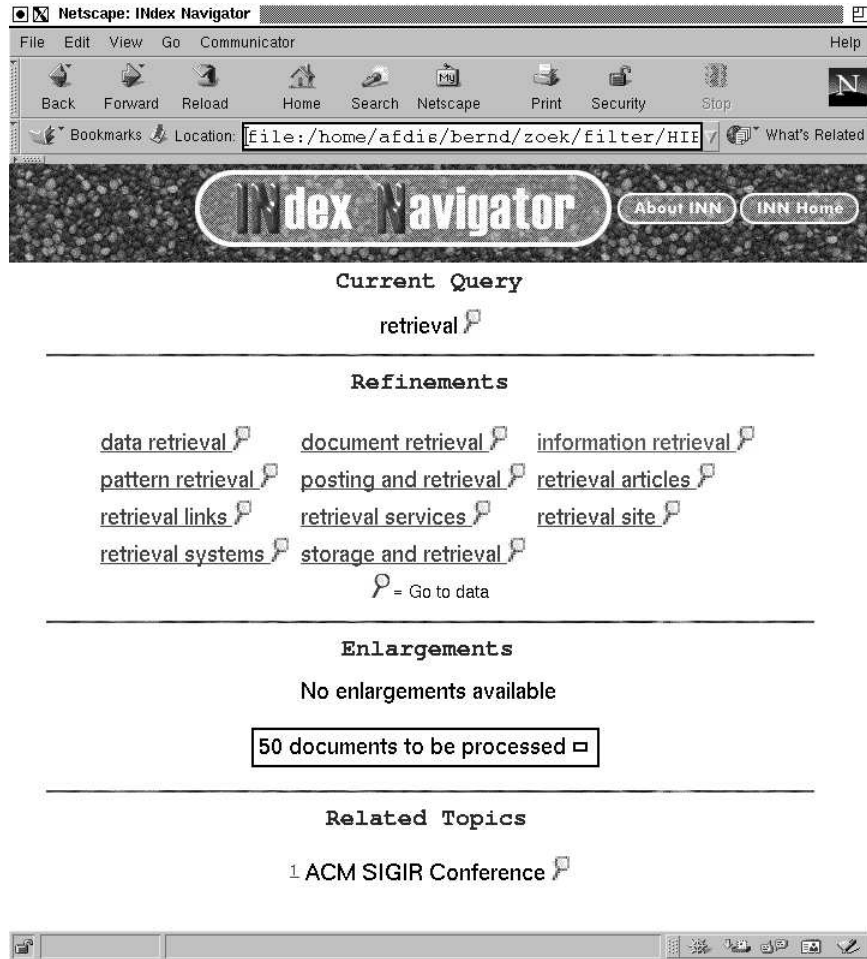 Netscape: INdex Navigator
File Edit View Go Communicator Help
Back Forward Reload Home Search Netscape Print Security Stop
Bookmarks Location: file:/home/afdis/bernd/zoek/filter/HIE What's Related
INdex Navigator About INN INN Home
Current Query
retrieval
Refinements
data retrieval document retrieval information retrieval
pattern retrieval posting and retrieval retrieval articles
retrieval links retrieval services retrieval site
retrieval systems storage and retrieval
= Go to data
Enlargements
No enlargements available
50 documents to be processed
Related Topics
1 ACM SIGIR Conference